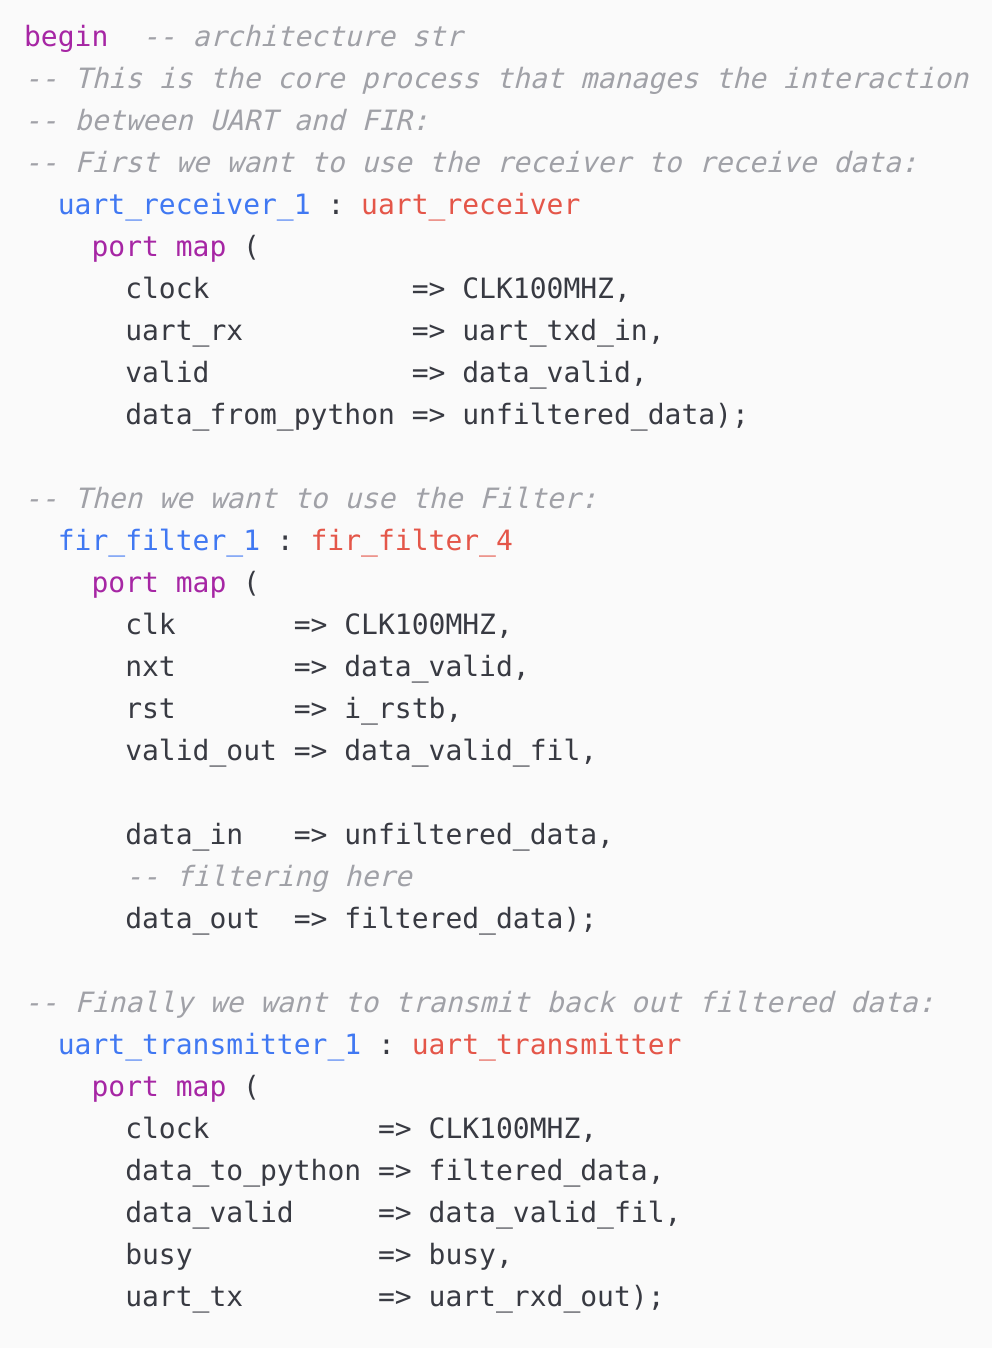 begin  -- architecture str
-- This is the core process that manages the interaction
-- between UART and FIR:
-- First we want to use the receiver to receive data:
  uart_receiver_1 : uart_receiver
    port map (
      clock            => CLK100MHZ,
      uart_rx          => uart_txd_in,
      valid            => data_valid,
      data_from_python => unfiltered_data);

-- Then we want to use the Filter:
  fir_filter_1 : fir_filter_4
    port map (
      clk       => CLK100MHZ,
      nxt       => data_valid,
      rst       => i_rstb,
      valid_out => data_valid_fil,

      data_in   => unfiltered_data,
      -- filtering here
      data_out  => filtered_data);

-- Finally we want to transmit back out filtered data:
  uart_transmitter_1 : uart_transmitter
    port map (
      clock          => CLK100MHZ,
      data_to_python => filtered_data,
      data_valid     => data_valid_fil,
      busy           => busy,
      uart_tx        => uart_rxd_out);